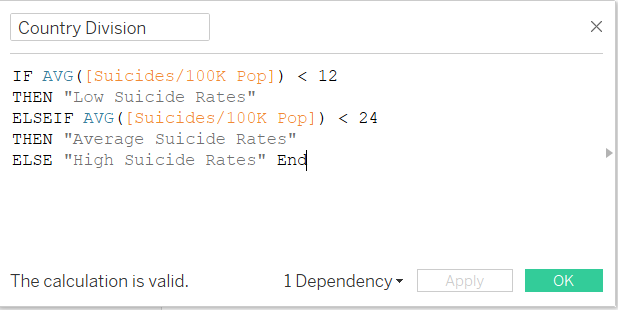 Country Division
IF AVG([Suicides/100K Pop]) < 12
THEN "Low Suicide Rates"
ELSEIF AVG([Suicides/100K Pop]) < 24
THEN "Average Suicide Rates"
ELSE "High Suicide Rates" End
The calculation is valid. 1 Dependency Apply OK